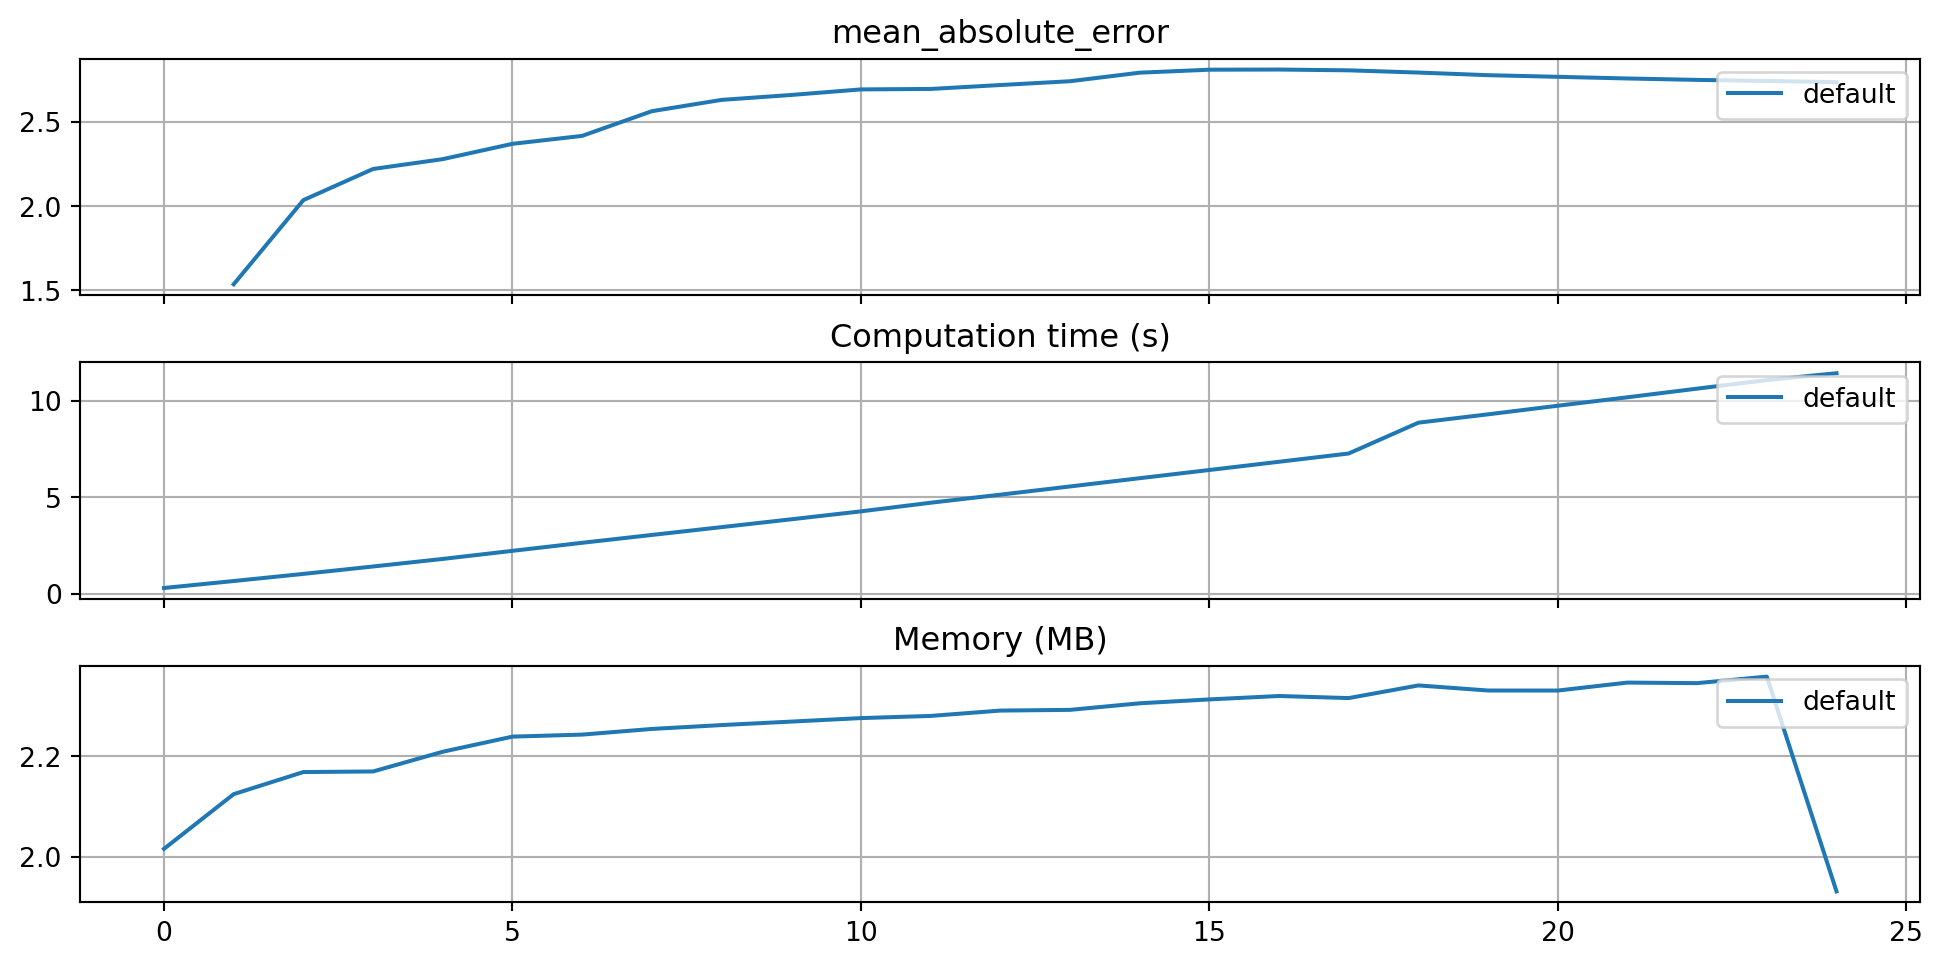 mean_absolute_error
2.5
2.0
1.5
default
Computation time (s)
10
5
0
default
Memory (MB)
2.2
2.0
default
0 5 10 15 20 25